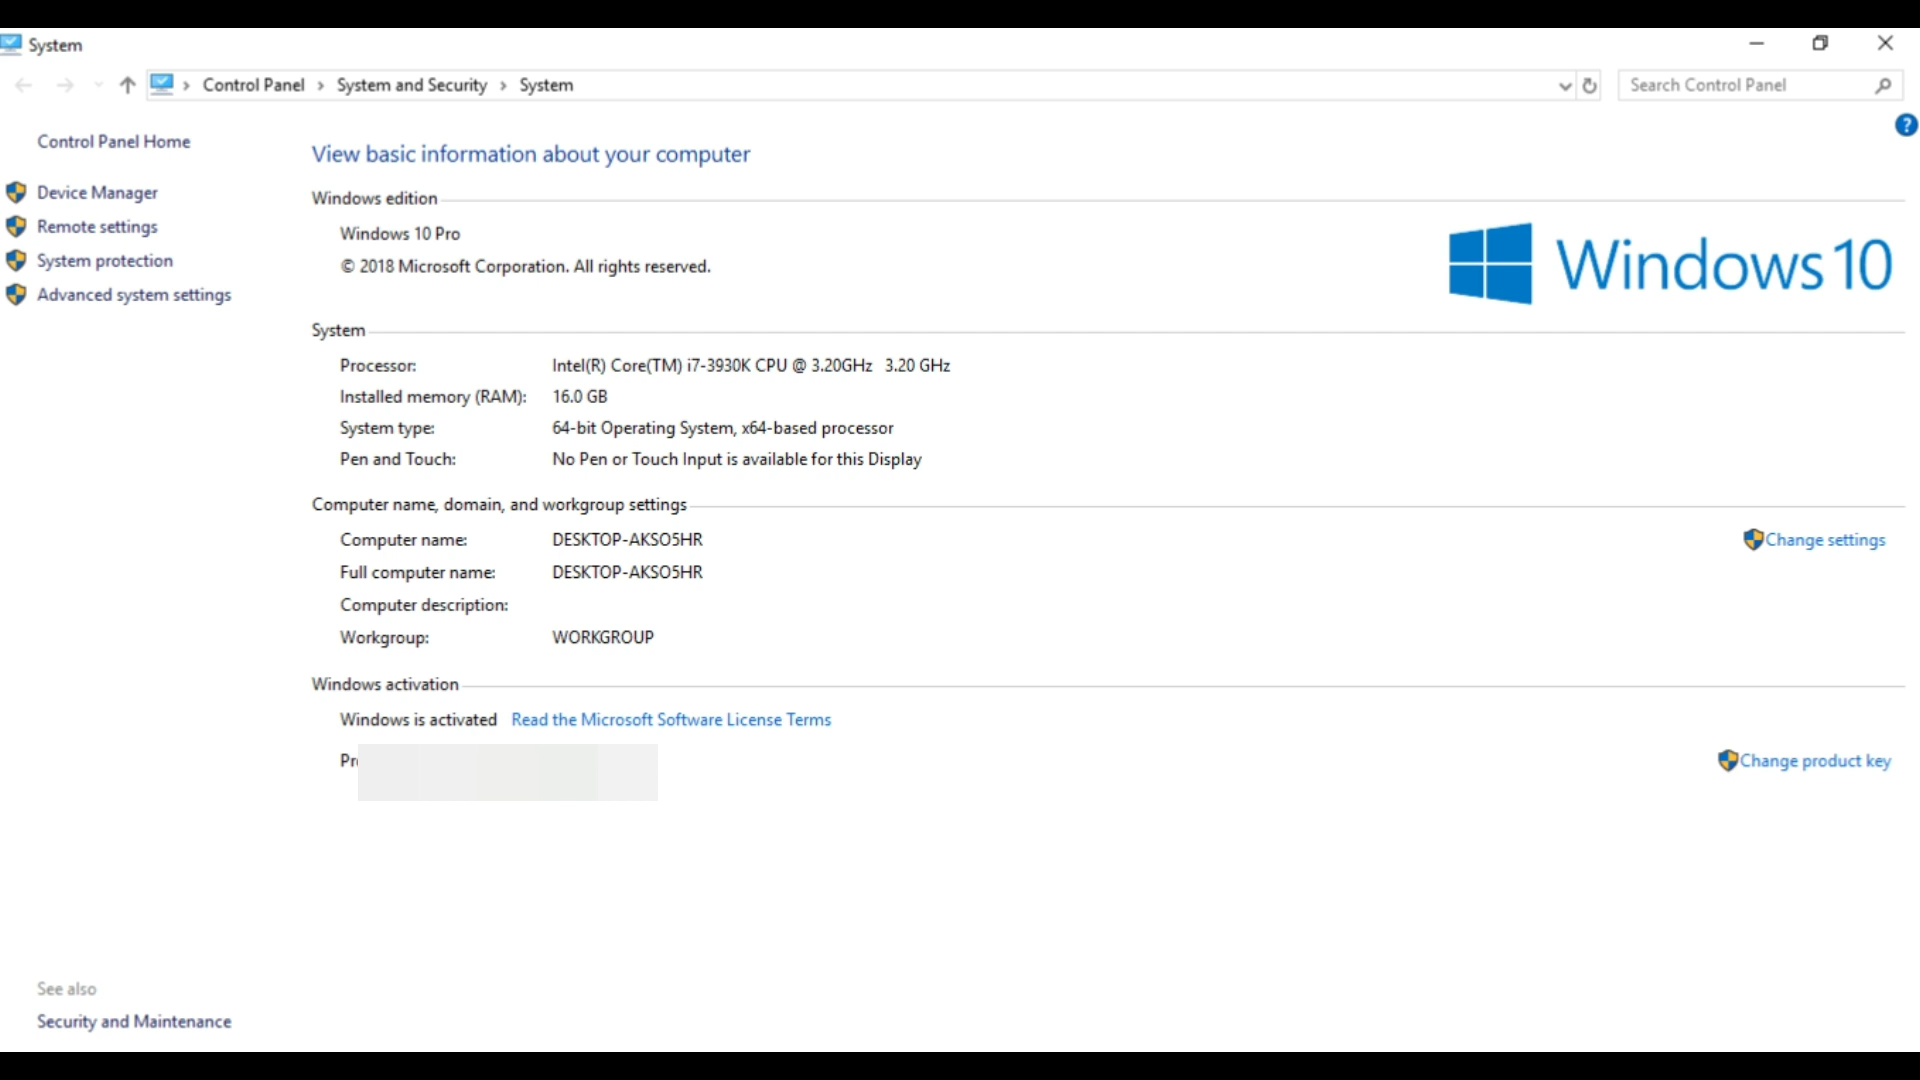 System
Control Panel > System and Security > System
Search Control Panel
?
Control Panel Home
Device Manager
Remote settings
System protection
Advanced system settings
View basic information about your computer
Windows edition
Windows 10 Pro
© 2018 Microsoft Corporation. All rights reserved.
Windows 10
System
Processor: Intel(R) Core(TM) i7-3930K CPU @ 3.20GHz 3.20 GHz
Installed memory (RAM): 16.0 GB
System type: 64-bit Operating System, x64-based processor
Pen and Touch: No Pen or Touch Input is available for this Display
Computer name, domain, and workgroup settings
Computer name: DESKTOP-AKSO5HR
Change settings
Full computer name: DESKTOP-AKSO5HR
Computer description:
Workgroup: WORKGROUP
Windows activation
Windows is activated Read the Microsoft Software License Terms
Change product key
See also
Security and Maintenance